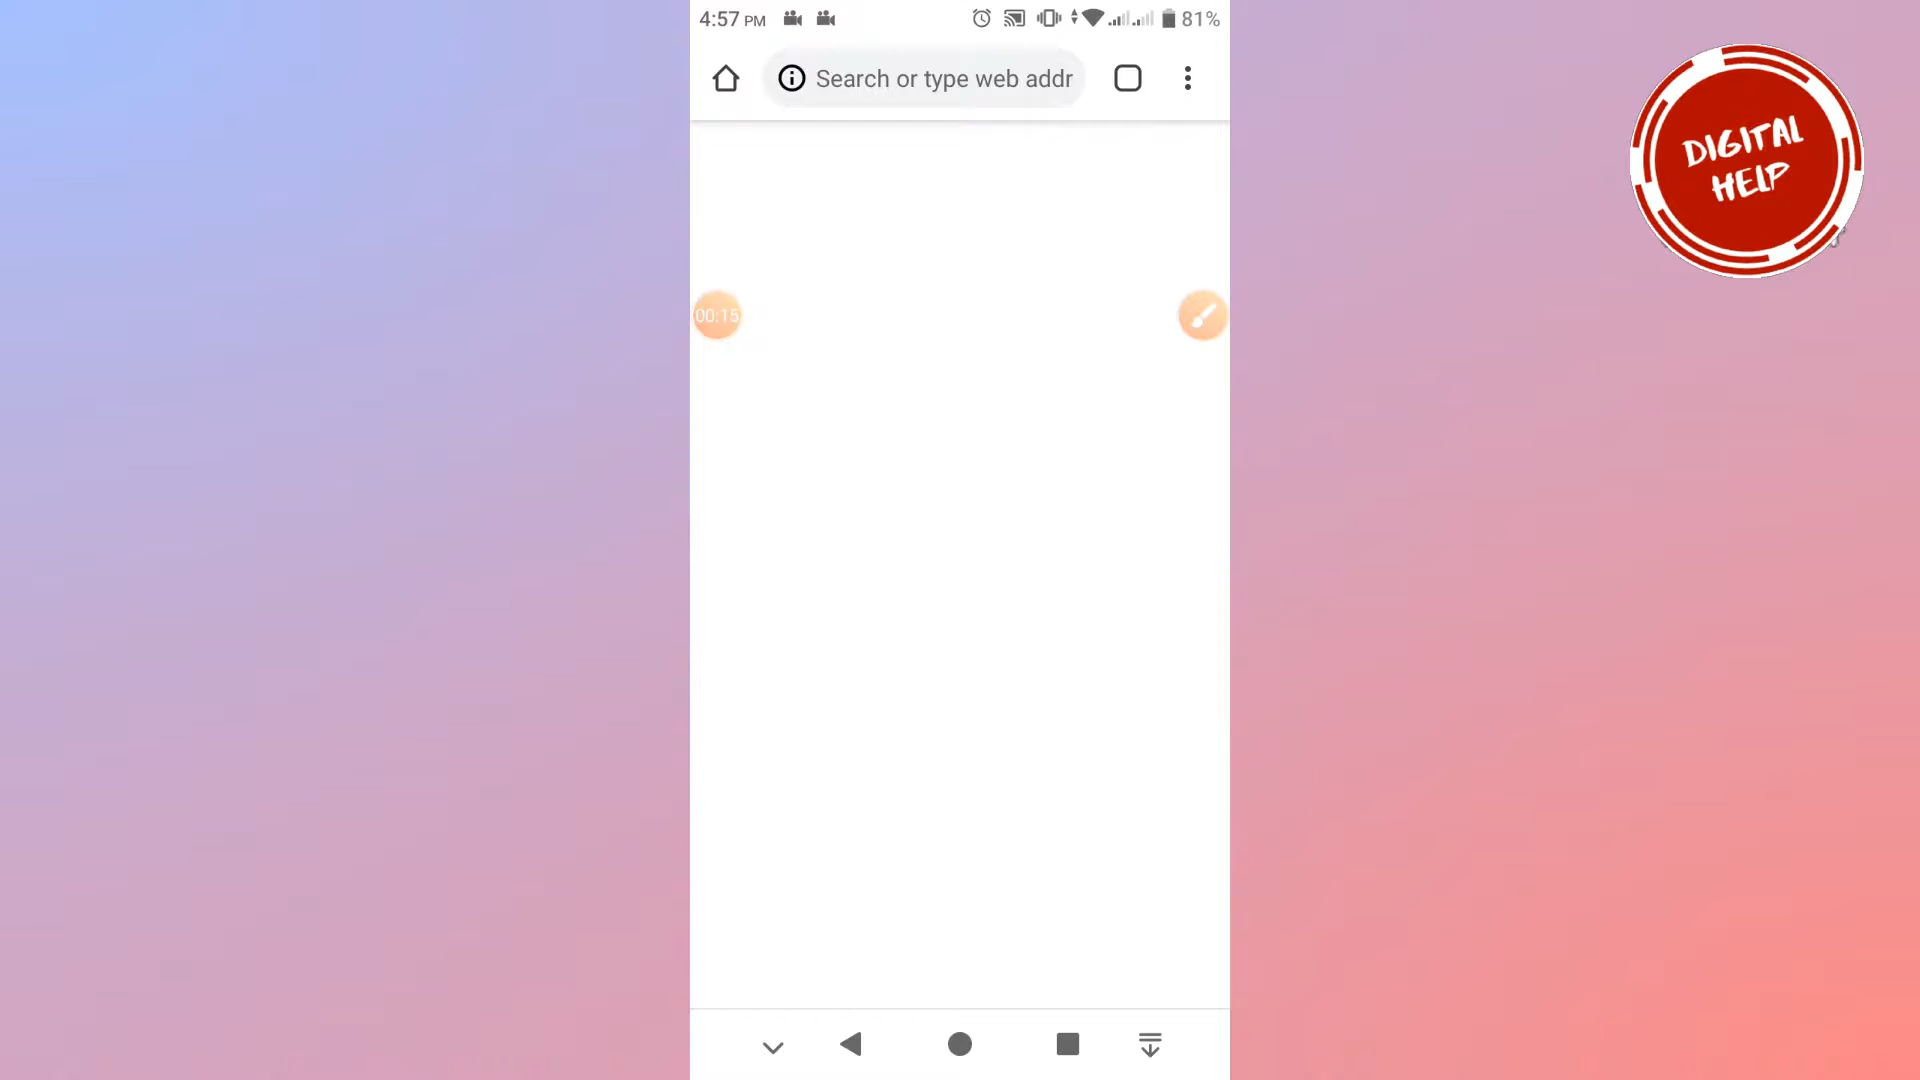 4:57 PM
81%
Search or type web addr
DIGITAL
HELP
00:15